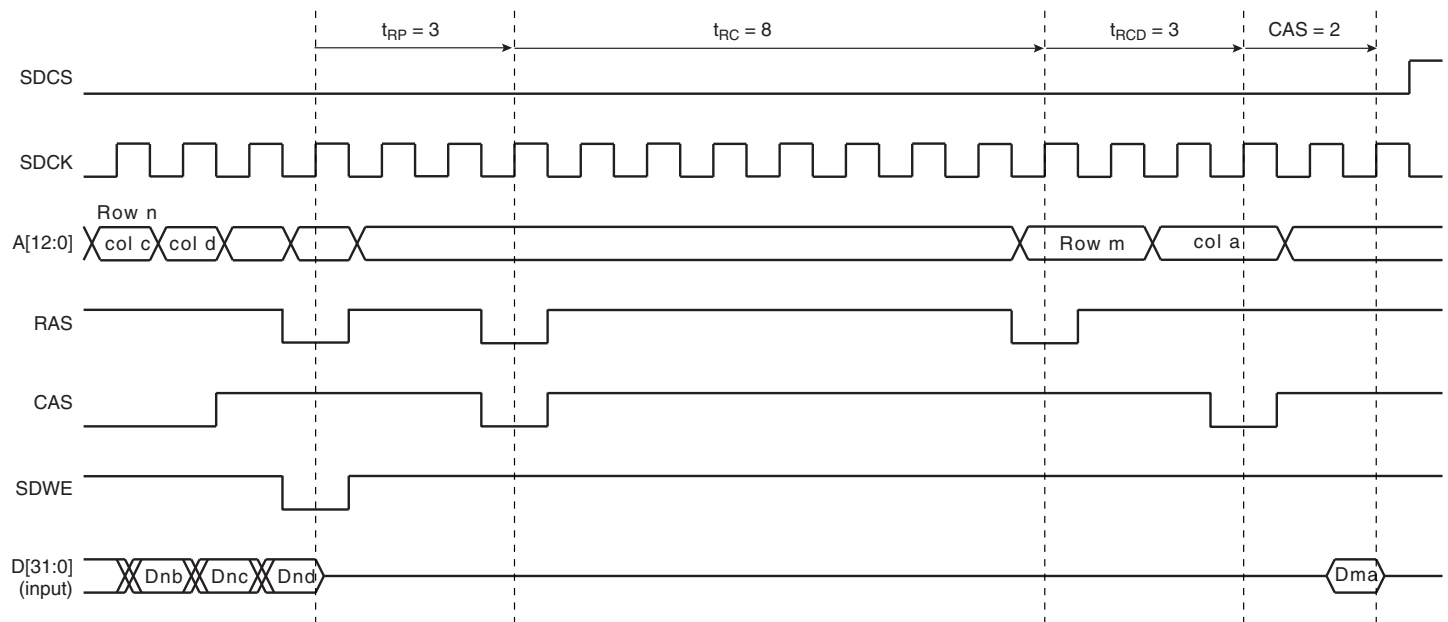 tRP = 3
tRC = 8
tRCD = 3
CAS = 2
SDCS
SDCK
Row n
A[12:0]
col c
col d
Row m
col a
RAS
CAS
SDWE
D[31:0]
(input)
Dnb
Dnc
Dnd
Dma